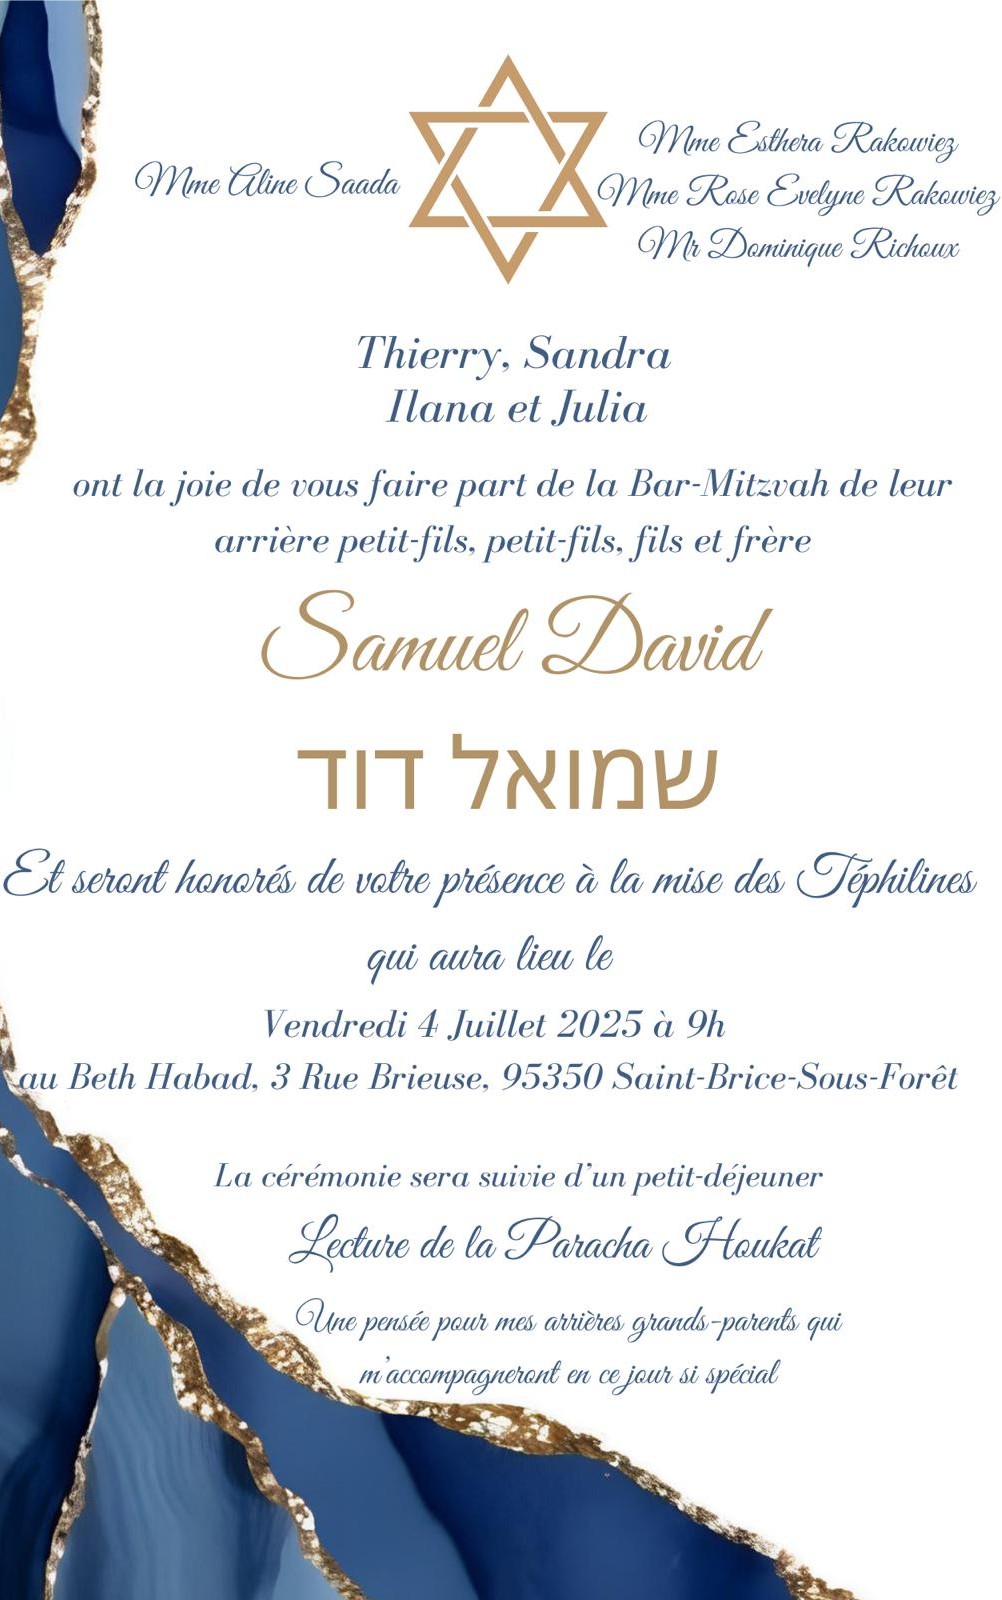 Mme Aline Saada
Mme Esthera Rakowiez
Mme Rose Evelyne Rakowiez
Mr Dominique Richoux
Thierry, Sandra
Ilana et Julia
ont la joie de vous faire part de la Bar-Mitzvah de leur
arrière petit-fils, petit-fils, fils et frère
Samuel David
שמואל דוד
Et seront honorés de votre présence à la mise des Téphilines
qui aura lieu le
Vendredi 4 Juillet 2025 à 9h
au Beth Habad, 3 Rue Brieuse, 95350 Saint-Brice-Sous-Forêt
La cérémonie sera suivie d'un petit-déjeuner
Lecture de la Paracha Houkat
Une pensée pour mes arrières grands-parents qui
m'accompagneront en ce jour si spécial